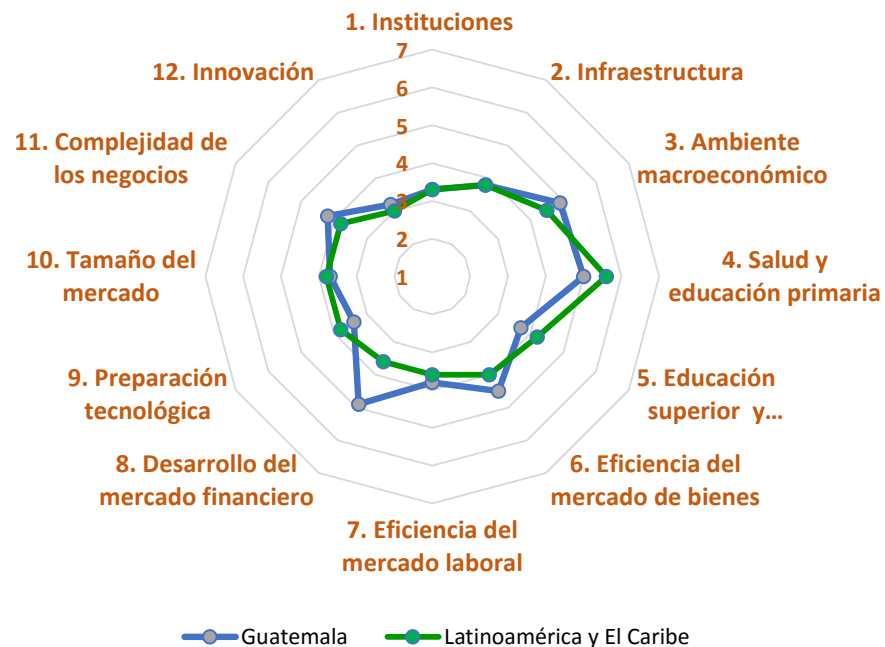 1. Instituciones
2. Infraestructura
3. Ambiente
macroeconómico
4. Salud y
educación primaria
5. Educación
superior y…
6. Eficiencia del
mercado de bienes
7. Eficiencia del
mercado laboral
8. Desarrollo del
mercado financiero
9. Preparación
tecnológica
10. Tamaño del
mercado
11. Complejidad de
los negocios
12. Innovación
7
6
5
4
3
2
1
Guatemala
Latinoamérica y El Caribe